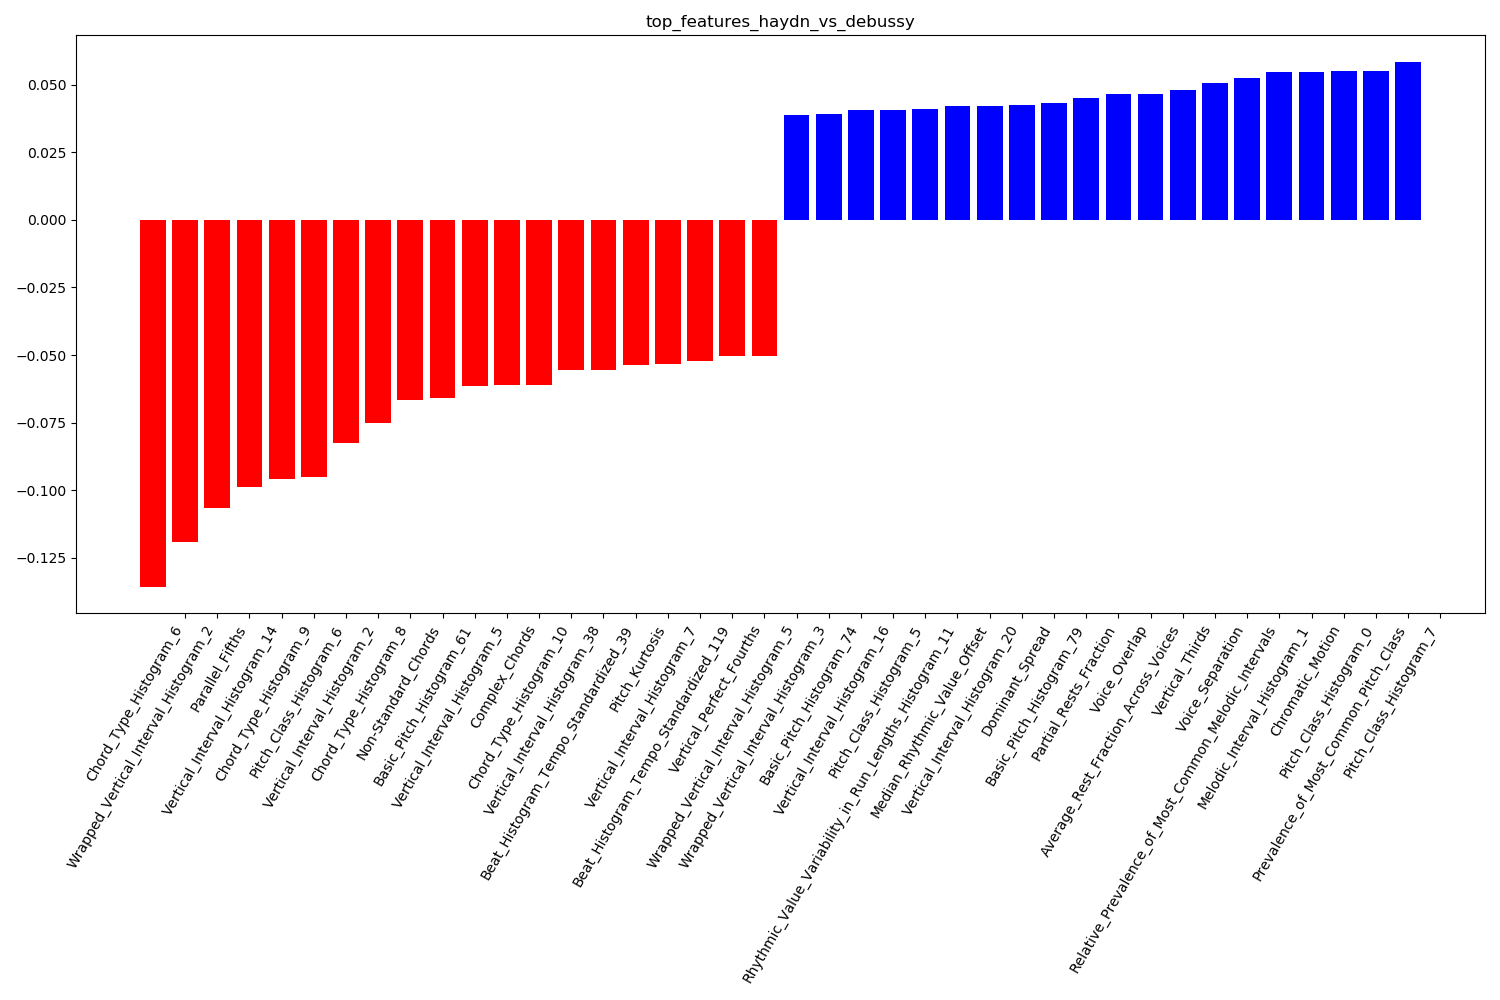 top_features_haydn_vs_debussy
0.050
0.025
0.000
−0.025
−0.050
−0.075
−0.100
−0.125
Chord_Type_Histogram_6
Wrapped_Vertical_Interval_Histogram_2
Parallel_Fifths
Vertical_Interval_Histogram_14
Chord_Type_Histogram_9
Pitch_Class_Histogram_6
Vertical_Interval_Histogram_2
Chord_Type_Histogram_8
Non-Standard_Chords
Basic_Pitch_Histogram_61
Vertical_Interval_Histogram_5
Complex_Chords
Chord_Type_Histogram_10
Vertical_Interval_Histogram_38
Beat_Histogram_Tempo_Standardized_39
Pitch_Kurtosis
Vertical_Interval_Histogram_7
Beat_Histogram_Tempo_Standardized_119
Vertical_Perfect_Fourths
Wrapped_Vertical_Interval_Histogram_5
Wrapped_Vertical_Interval_Histogram_3
Basic_Pitch_Histogram_74
Vertical_Interval_Histogram_16
Pitch_Class_Histogram_5
Rhythmic_Value_Variability_in_Run_Lengths_Histogram_11
Median_Rhythmic_Value_Offset
Vertical_Interval_Histogram_20
Dominant_Spread
Basic_Pitch_Histogram_79
Partial_Rests_Fraction
Voice_Overlap
Average_Rest_Fraction_Across_Voices
Vertical_Thirds
Voice_Separation
Relative_Prevalence_of_Most_Common_Melodic_Intervals
Melodic_Interval_Histogram_1
Chromatic_Motion
Pitch_Class_Histogram_0
Prevalence_of_Most_Common_Pitch_Class
Pitch_Class_Histogram_7